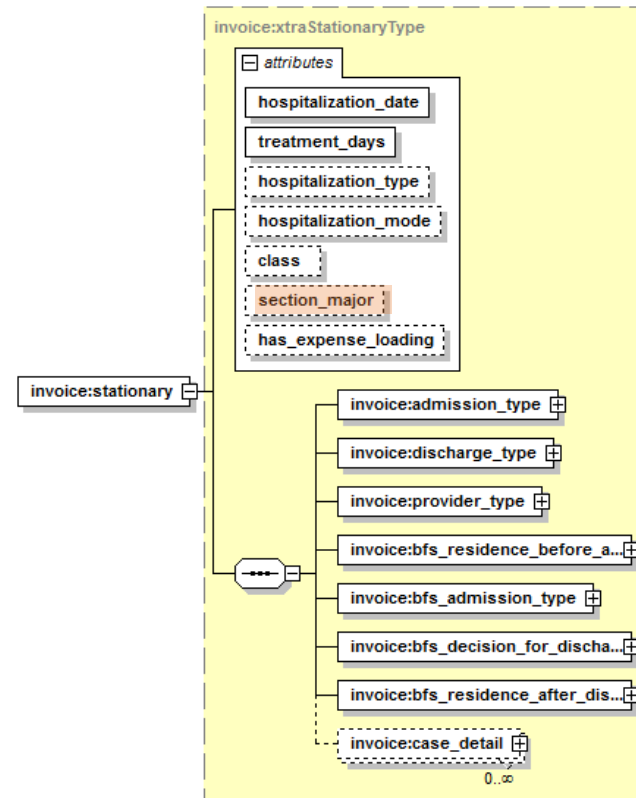 invoice:xtraStationaryType
attributes
hospitalization_date
treatment_days
hospitalization_type
hospitalization_mode
class
section_major
has_expense_loading
invoice:stationary
invoice:admission_type
invoice:discharge_type
invoice:provider_type
invoice:bfs_residence_before_a...
invoice:bfs_admission_type
invoice:bfs_decision_for_discha...
invoice:bfs_residence_after_dis...
invoice:case_detail
0..∞